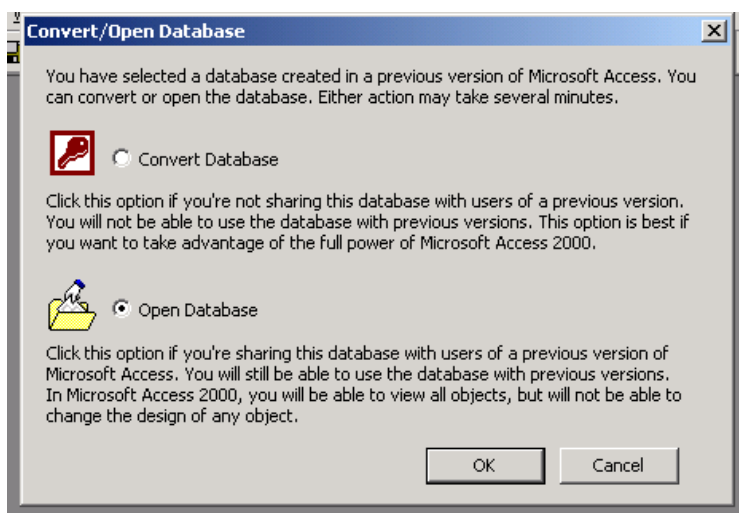 Convert/Open Database
You have selected a database created in a previous version of Microsoft Access. You
can convert or open the database. Either action may take several minutes.
Convert Database
Click this option if you're not sharing this database with users of a previous version.
You will not be able to use the database with previous versions. This option is best if
you want to take advantage of the full power of Microsoft Access 2000.
Open Database
Click this option if you're sharing this database with users of a previous version of
Microsoft Access. You will still be able to use the database with previous versions.
In Microsoft Access 2000, you will be able to view all objects, but will not be able to
change the design of any object.
OK
Cancel